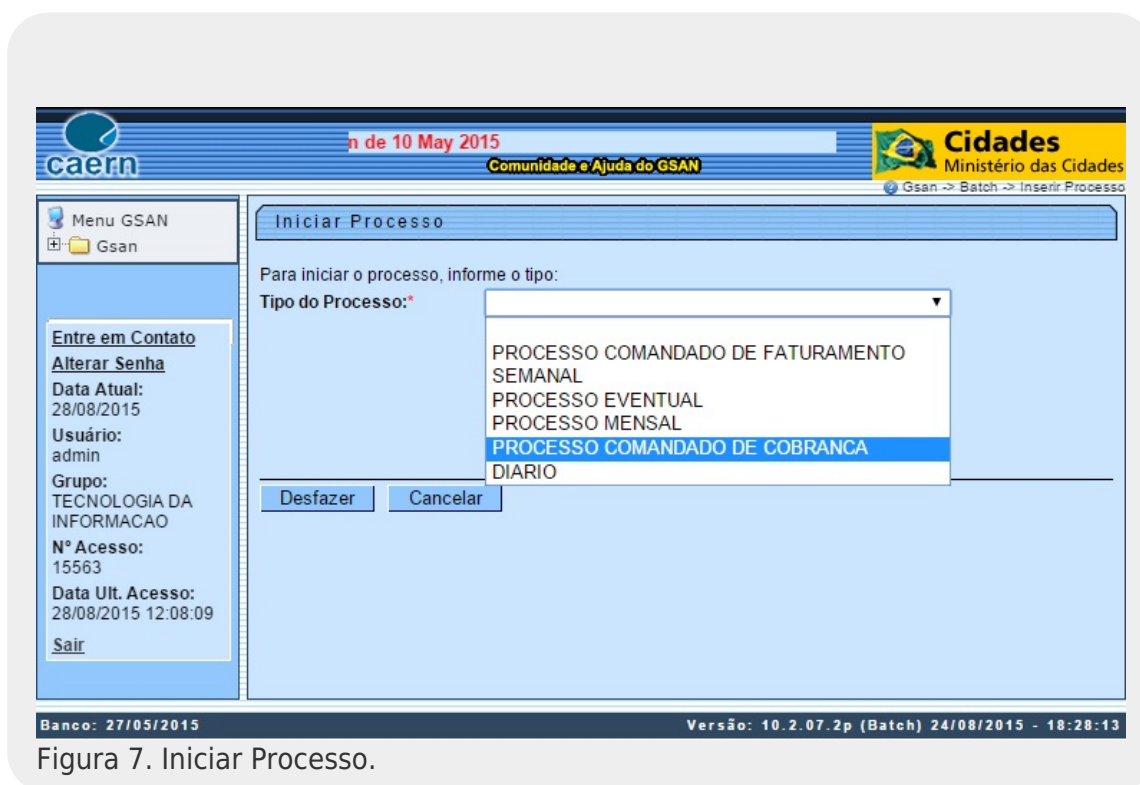 caern
n de 10 May 2015
Comunidade e Ajuda do GSAN
Cidades
Ministério das Cidades
Gsan -> Batch -> Inserir Processo
Menu GSAN
Gsan
Entre em Contato
Alterar Senha
Data Atual:
28/08/2015
Usuário:
admin
Grupo:
TECNOLOGIA DA
INFORMACAO
Nº Acesso:
15563
Data Ult. Acesso:
28/08/2015 12:08:09
Sair
Iniciar Processo
Para iniciar o processo, informe o tipo:
Tipo do Processo:*
PROCESSO COMANDADO DE FATURAMENTO
SEMANAL
PROCESSO EVENTUAL
PROCESSO MENSAL
PROCESSO COMANDADO DE COBRANCA
DIARIO
Desfazer Cancelar
Banco: 27/05/2015 Versão: 10.2.07.2p (Batch) 24/08/2015 - 18:28:13
Figura 7. Iniciar Processo.